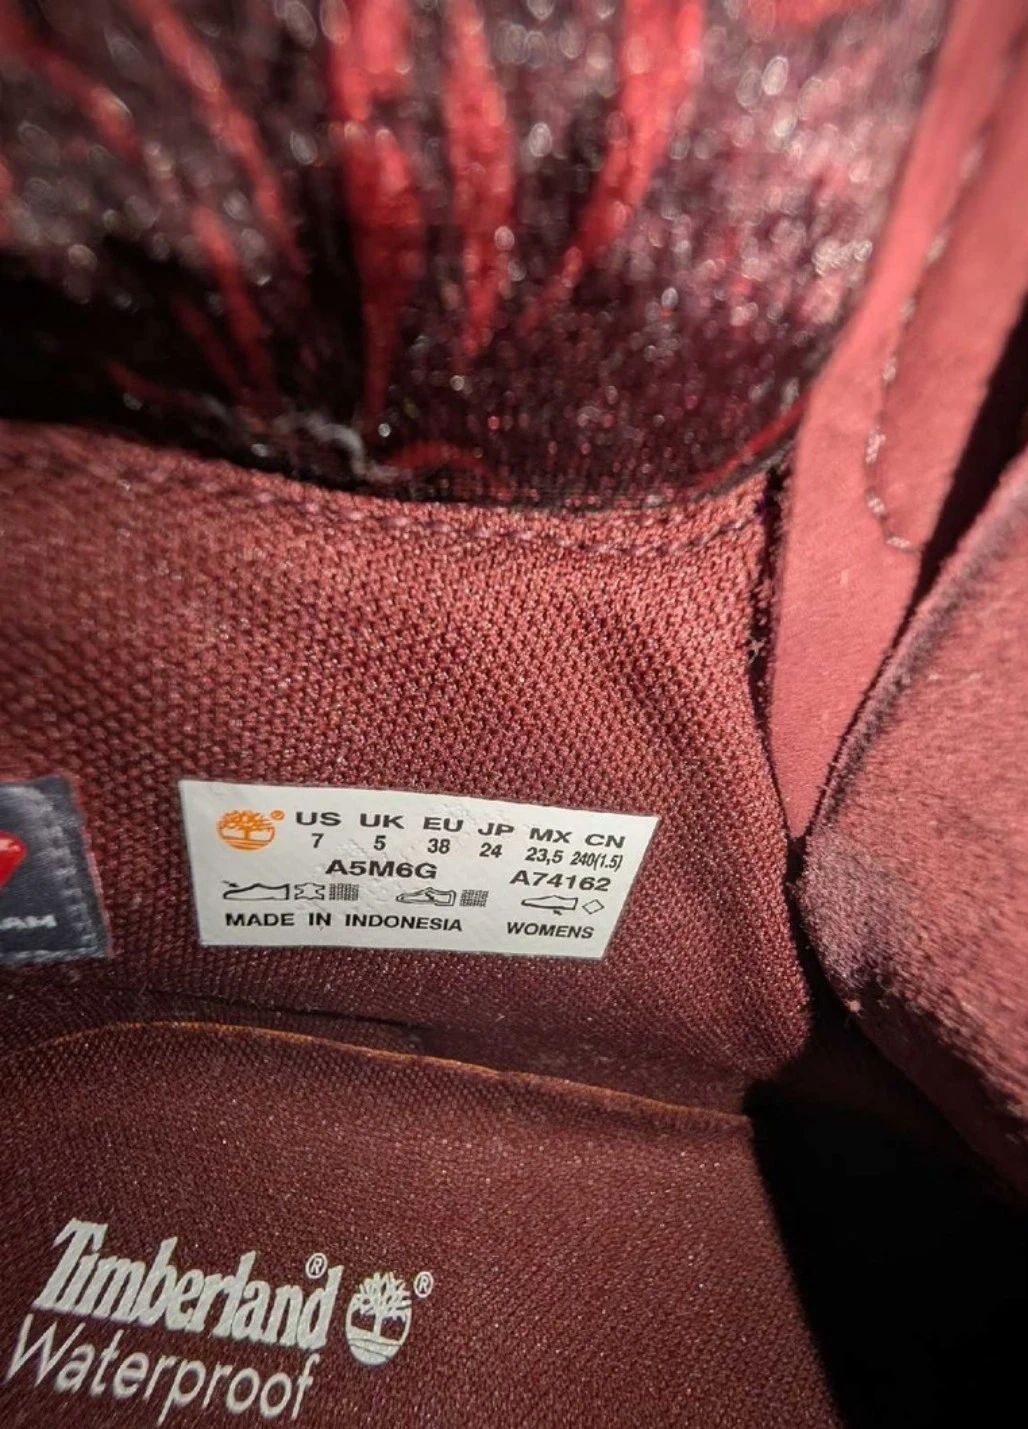 US UK EU JP MX CN
7 5 38 24 23,5 240(1.5)
A5M6G A74162
MADE IN INDONESIA WOMENS
AM
Timberland® ®
Waterproof